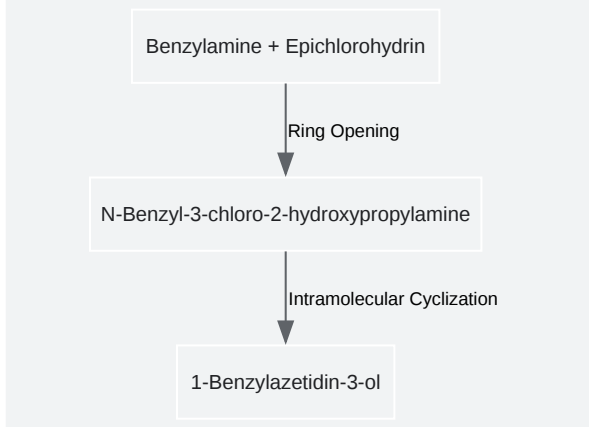 Benzylamine + Epichlorohydrin
Ring Opening
N-Benzyl-3-chloro-2-hydroxypropylamine
Intramolecular Cyclization
1-Benzylazetidin-3-ol